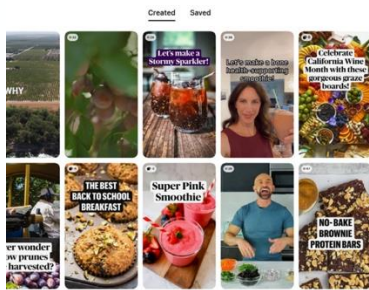 Created Saved
WHY
Let's make a
Stormy Sparkler!
Let's make a bone
health-supporting
smoothie!
Celebrate
California Wine
Month with these
gorgeous graze
boards!
er wonder
ow prunes
harvested?
THE BEST
BACK TO SCHOOL
BREAKFAST
Super Pink
Smoothie
NO-BAKE
BROWNIE
PROTEIN BARS